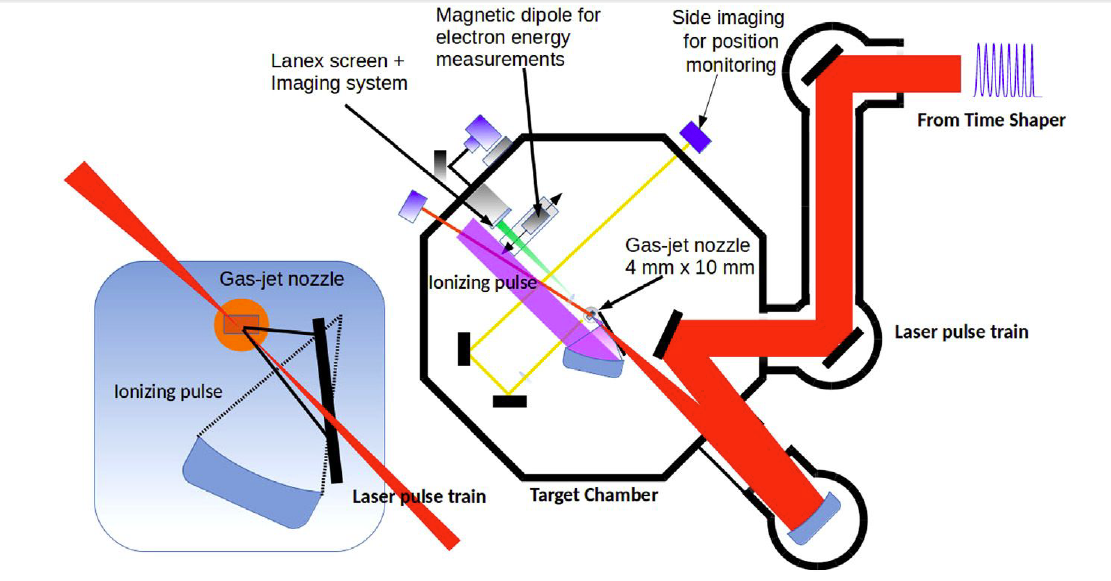 Magnetic dipole for
electron energy
measurements
Side imaging
for position
monitoring
Lanex screen +
Imaging system
From Time Shaper
Gas-jet nozzle
4 mm x 10 mm
Ionizing pulse
Gas-jet nozzle
Laser pulse train
Ionizing pulse
Laser pulse train
Target Chamber